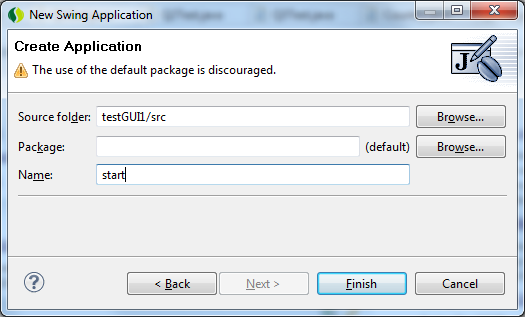 New Swing Application
Create Application
The use of the default package is discouraged.
Source folder: testGUI1/src Browse...
Package: (default) Browse...
Name: start
< Back Next > Finish Cancel